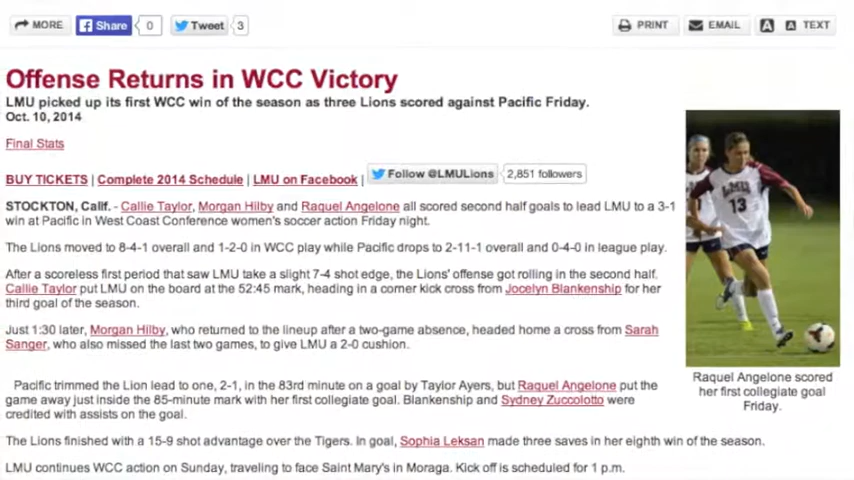 MORE
Share
0
Tweet
3
PRINT
EMAIL
A
A TEXT
Offense Returns in WCC Victory
LMU picked up its first WCC win of the season as three Lions scored against Pacific Friday.
Oct. 10, 2014
Final Stats
BUY TICKETS | Complete 2014 Schedule | LMU on Facebook | Follow @LMULions 2,851 followers
STOCKTON, Calif. - Callie Taylor, Morgan Hilby and Raquel Angelone all scored second half goals to lead LMU to a 3-1
win at Pacific in West Coast Conference women's soccer action Friday night.
The Lions moved to 8-4-1 overall and 1-2-0 in WCC play while Pacific drops to 2-11-1 overall and 0-4-0 in league play.
After a scoreless first period that saw LMU take a slight 7-4 shot edge, the Lions' offense got rolling in the second half.
Callie Taylor put LMU on the board at the 52:45 mark, heading in a corner kick cross from Jocelyn Blankenship for her
third goal of the season.
Just 1:30 later, Morgan Hilby, who returned to the lineup after a two-game absence, headed home a cross from Sarah
Sanger, who also missed the last two games, to give LMU a 2-0 cushion.
Pacific trimmed the Lion lead to one, 2-1, in the 83rd minute on a goal by Taylor Ayers, but Raquel Angelone put the
game away just inside the 85-minute mark with her first collegiate goal. Blankenship and Sydney Zuccolotto were
credited with assists on the goal.
The Lions finished with a 15-9 shot advantage over the Tigers. In goal, Sophia Leksan made three saves in her eighth win of the season.
LMU continues WCC action on Sunday, traveling to face Saint Mary's in Moraga. Kick off is scheduled for 1 p.m.
LMU
13
Raquel Angelone scored
her first collegiate goal
Friday.